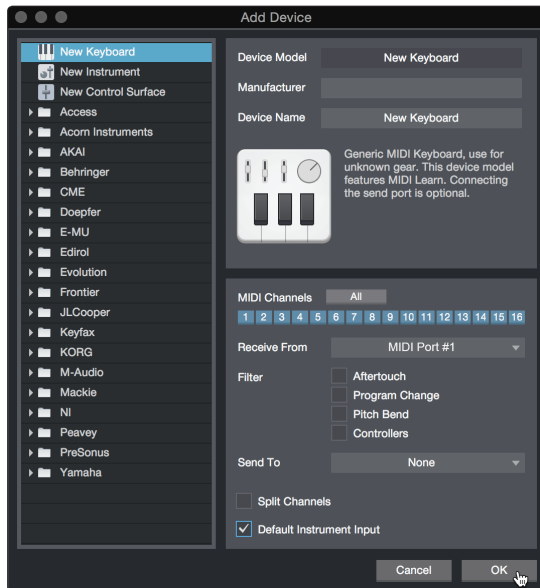 Add Device
New Keyboard
New Instrument
New Control Surface
Access
Acorn Instruments
AKAI
Behringer
CME
Doepfer
E-MU
Edirol
Evolution
Frontier
JLCooper
Keyfax
KORG
M-Audio
Mackie
NI
Peavey
PreSonus
Yamaha
Device Model New Keyboard
Manufacturer
Device Name New Keyboard
Generic MIDI Keyboard, use for
unknown gear. This device model
features MIDI Learn. Connecting
the send port is optional.
MIDI Channels All
1 2 3 4 5 6 7 8 9 10 11 12 13 14 15 16
Receive From MIDI Port #1
Filter Aftertouch
Program Change
Pitch Bend
Controllers
Send To None
Split Channels
Default Instrument Input
Cancel OK